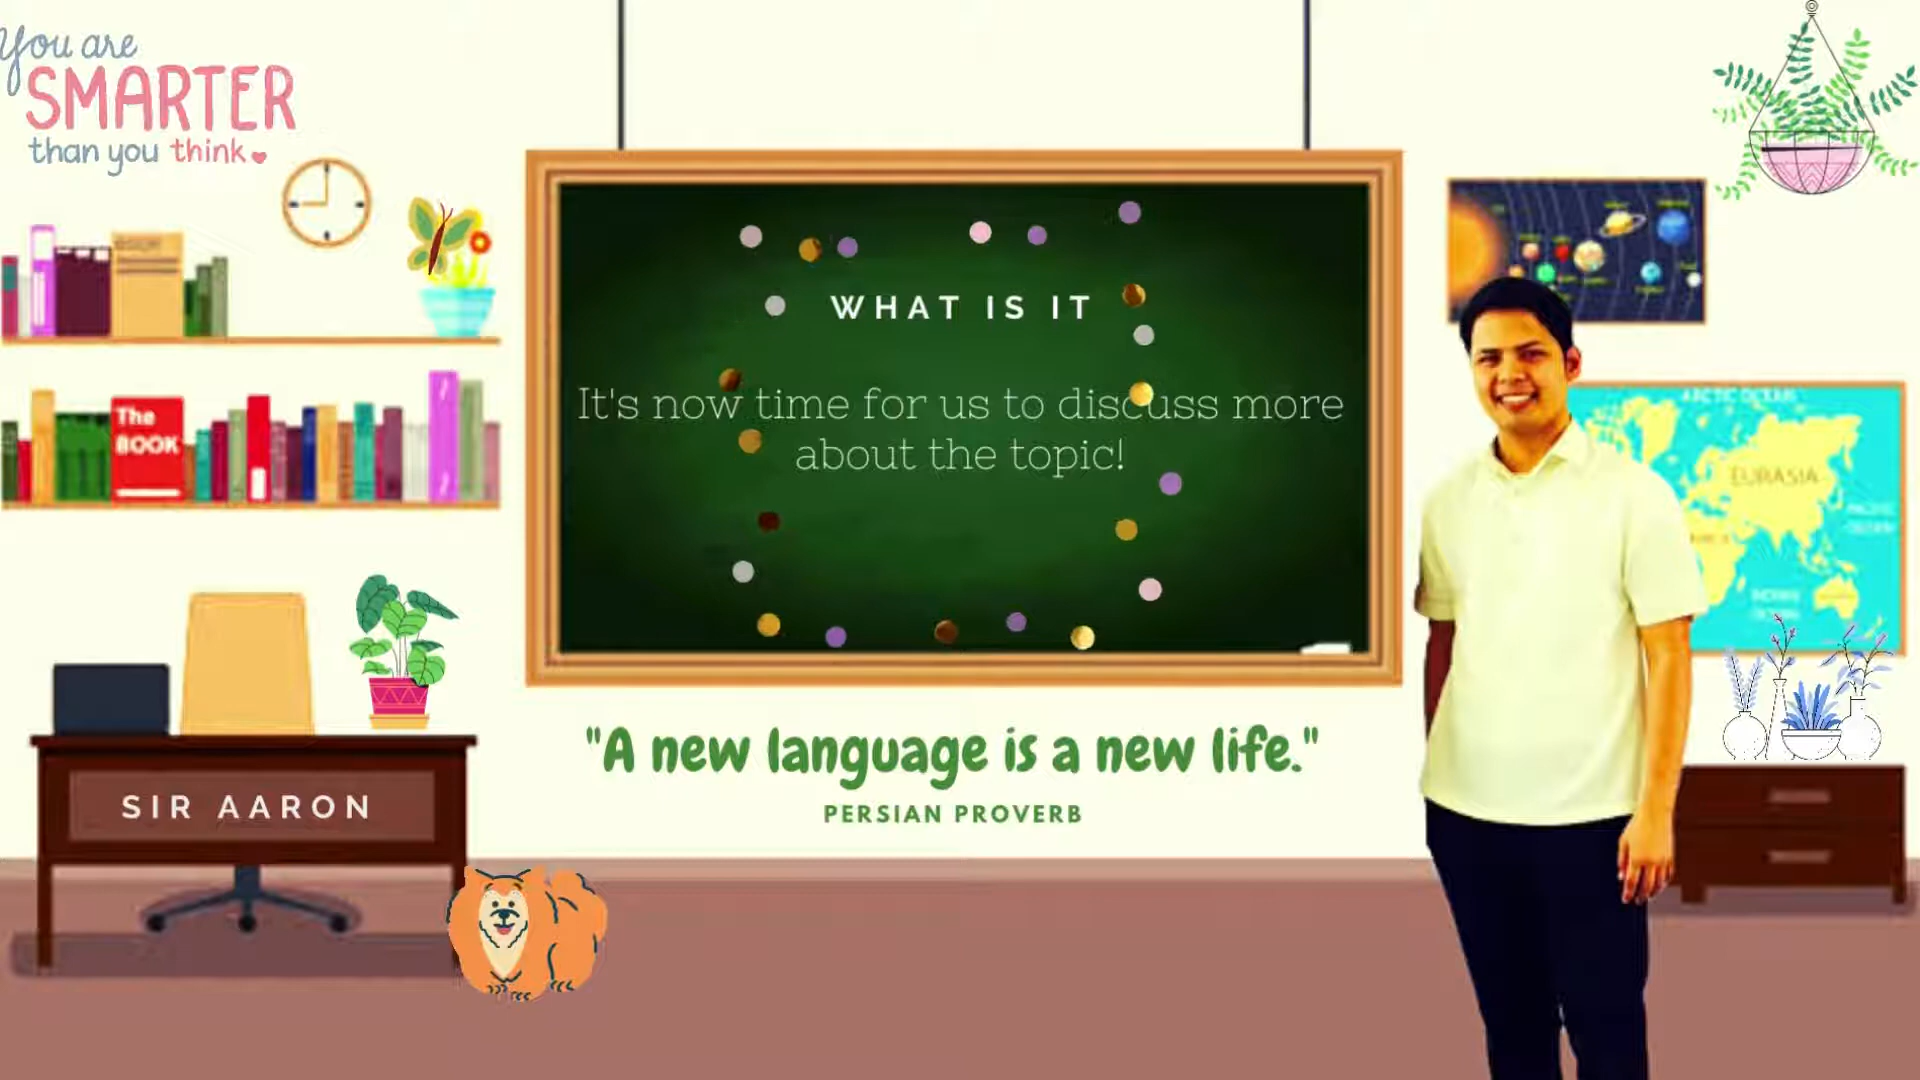 You are
SMARTER
than you think
The
BOOK
WHAT IS IT
It's now time for us to discuss more
about the topic!
ARCTIC OCEAN
EURASIA
"A new language is a new life."
PERSIAN PROVERB
SIR AARON